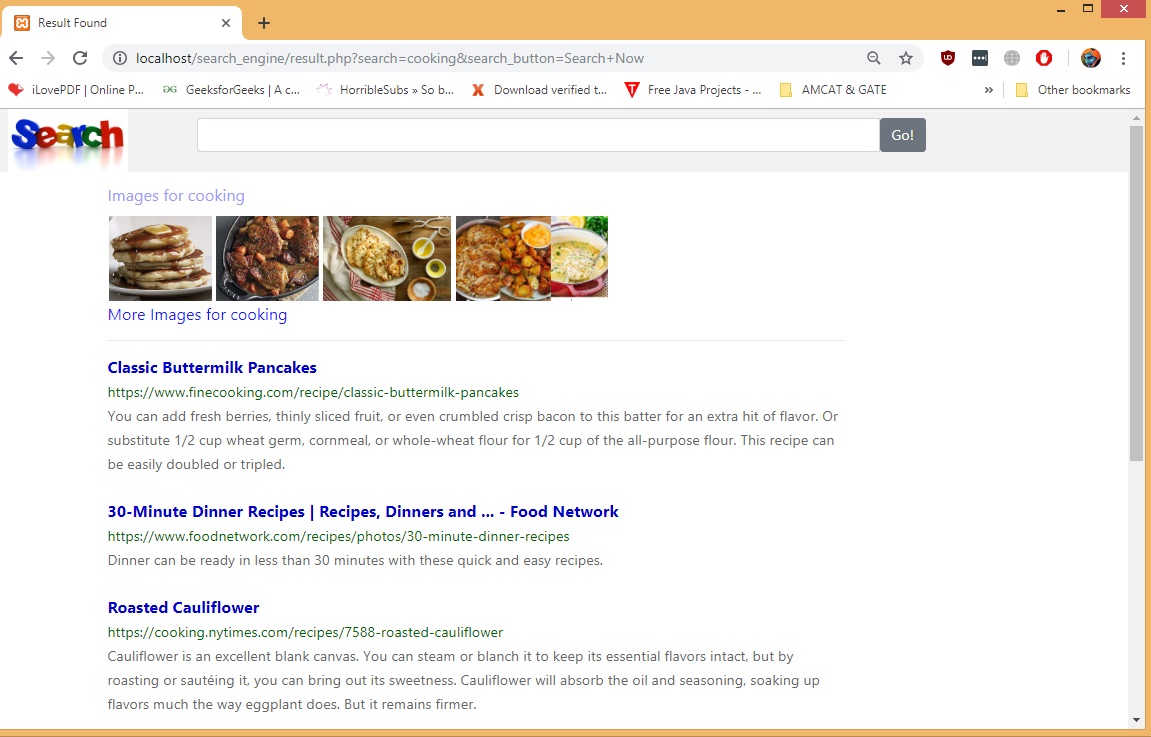 Result Found
localhost/search_engine/result.php?search=cooking&search_button=Search+Now
iLovePDF | Online P...
GeeksforGeeks | A c...
HorribleSubs » So b...
Download verified t...
Free Java Projects - ...
AMCAT & GATE
»
Other bookmarks
Search
Go!
Images for cooking
More Images for cooking
Classic Buttermilk Pancakes
https://www.finecooking.com/recipe/classic-buttermilk-pancakes
You can add fresh berries, thinly sliced fruit, or even crumbled crisp bacon to this batter for an extra hit of flavor. Or
substitute 1/2 cup wheat germ, cornmeal, or whole-wheat flour for 1/2 cup of the all-purpose flour. This recipe can
be easily doubled or tripled.
30-Minute Dinner Recipes | Recipes, Dinners and ... - Food Network
https://www.foodnetwork.com/recipes/photos/30-minute-dinner-recipes
Dinner can be ready in less than 30 minutes with these quick and easy recipes.
Roasted Cauliflower
https://cooking.nytimes.com/recipes/7588-roasted-cauliflower
Cauliflower is an excellent blank canvas. You can steam or blanch it to keep its essential flavors intact, but by
roasting or sautéing it, you can bring out its sweetness. Cauliflower will absorb the oil and seasoning, soaking up
flavors much the way eggplant does. But it remains firmer.